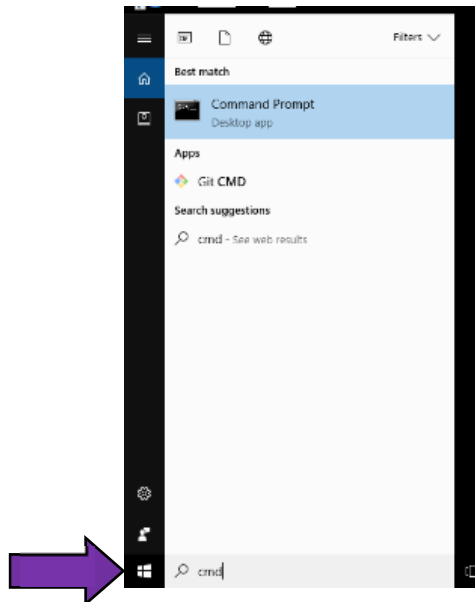 Filters
Best match
Command Prompt
Desktop app
Apps
Git CMD
Search suggestions
cmd - See web results
cmd